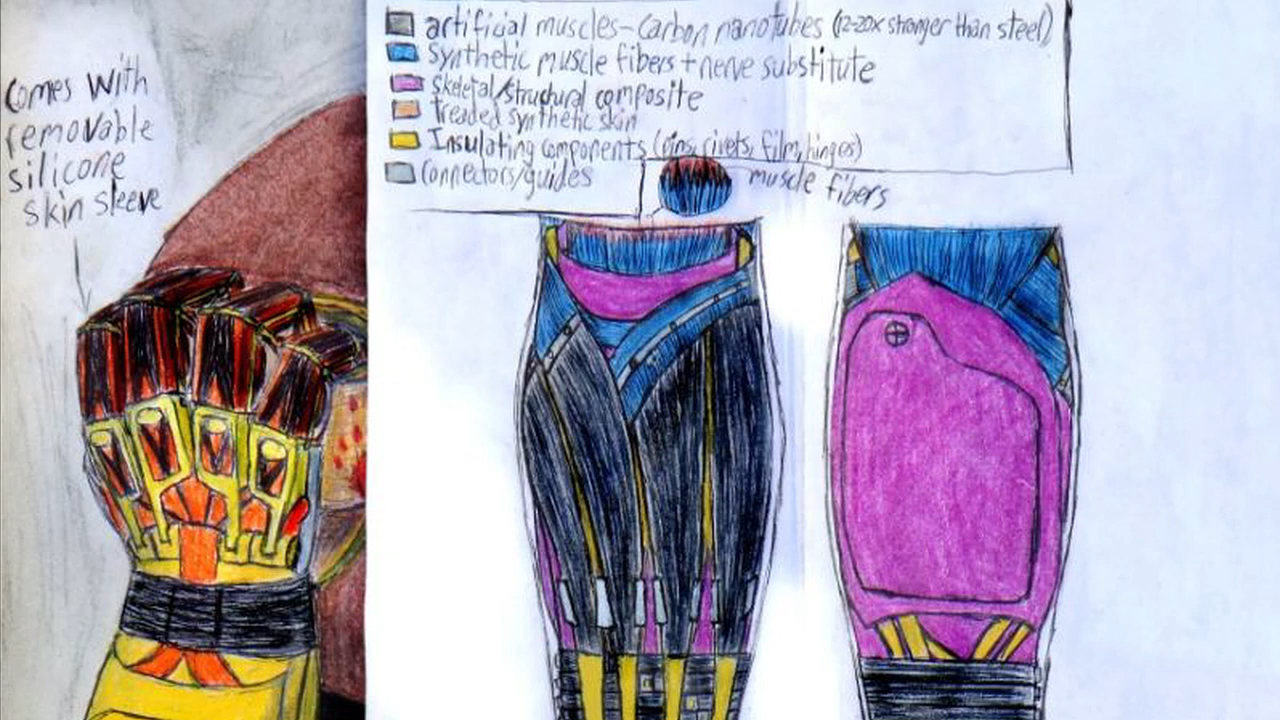 comes with
removable
silicone
skin sleeve
artificial muscles-Carbon nanotubes (12-20x stronger than steel)
Synthetic muscle fibers + nerve substitute
Skeletal/structural composite
Treaded synthetic skin
Insulating components (pins, rivets, film, hinges)
Connectors/guides
muscle fibers